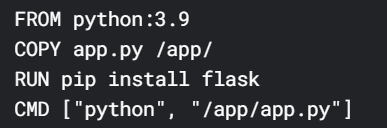 FROM python:3.9
COPY app.py /app/
RUN pip install flask
CMD ["python", "/app/app.py"]